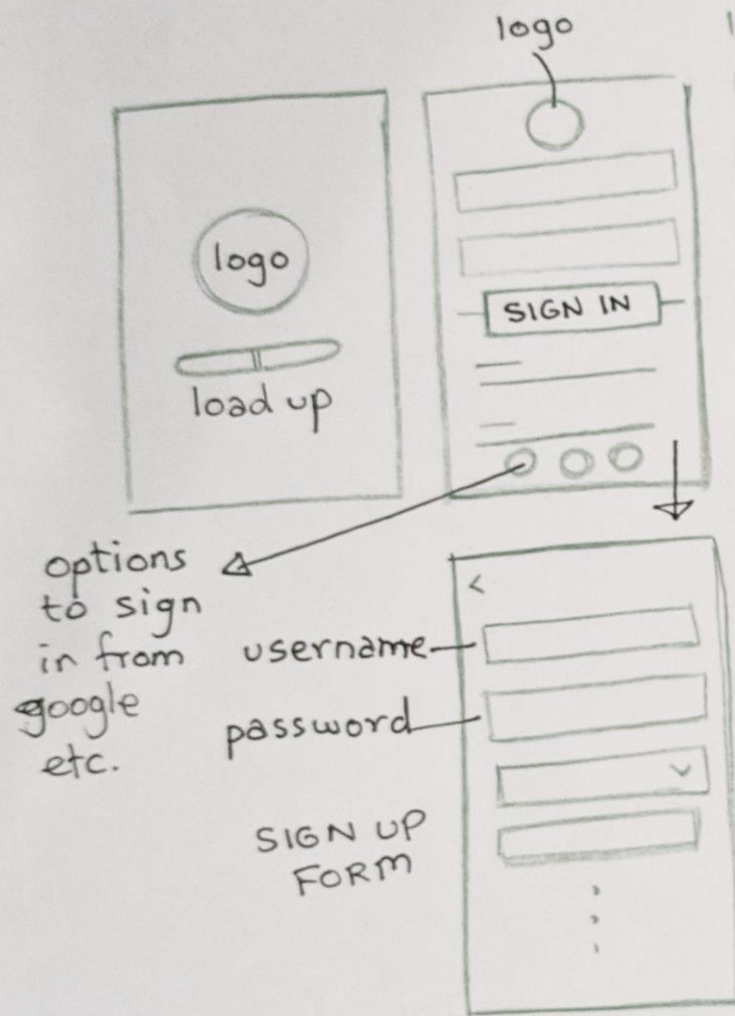 logo
logo
load up
SIGN IN
options
to sign
in from
google
etc.
username
password
SIGN UP
FORM